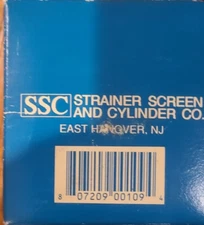 SSC
STRAINER SCREEN
AND CYLINDER CO.
EAST HANOVER, NJ
8 07209 00109 4